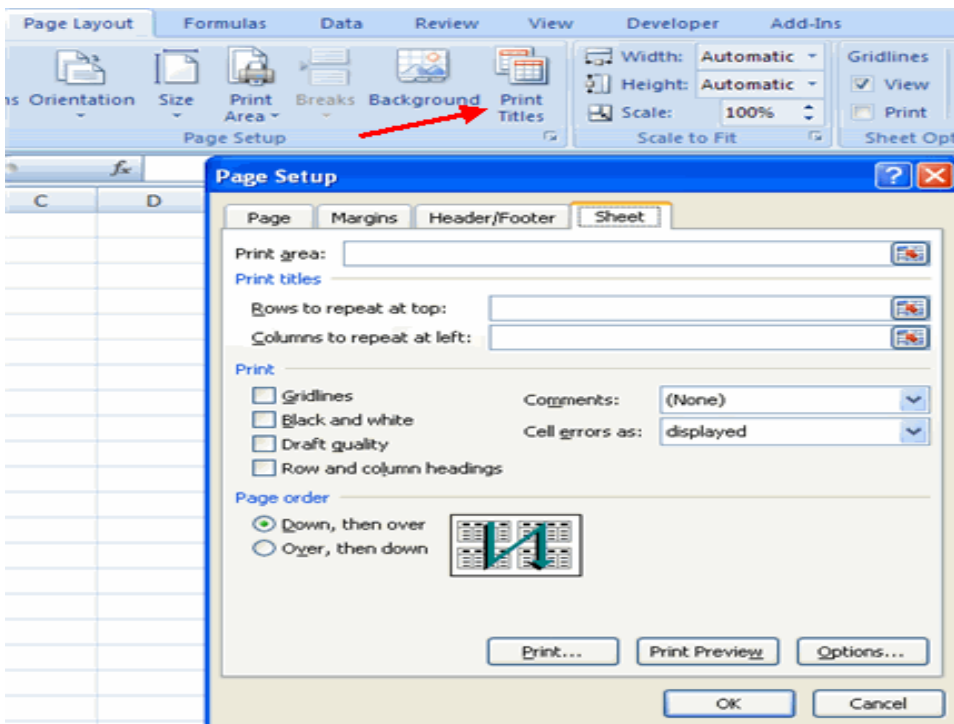 Page Layout Formulas Data Review View Developer Add-Ins
Width: Automatic Gridlines
Height: Automatic View
Orientation Size Print Area Breaks Background Print Titles Scale: 100% Print
Page Setup Scale to Fit Sheet
fx
Page Setup
C D
Page Margins Header/Footer Sheet
Print area:
Print titles
Rows to repeat at top:
Columns to repeat at left:
Print
Gridlines Comments: (None)
Black and white
Cell errors as: displayed
Draft quality
Row and column headings
Page order
Down, then over
Over, then down
Print... Print Preview Options...
OK Cancel